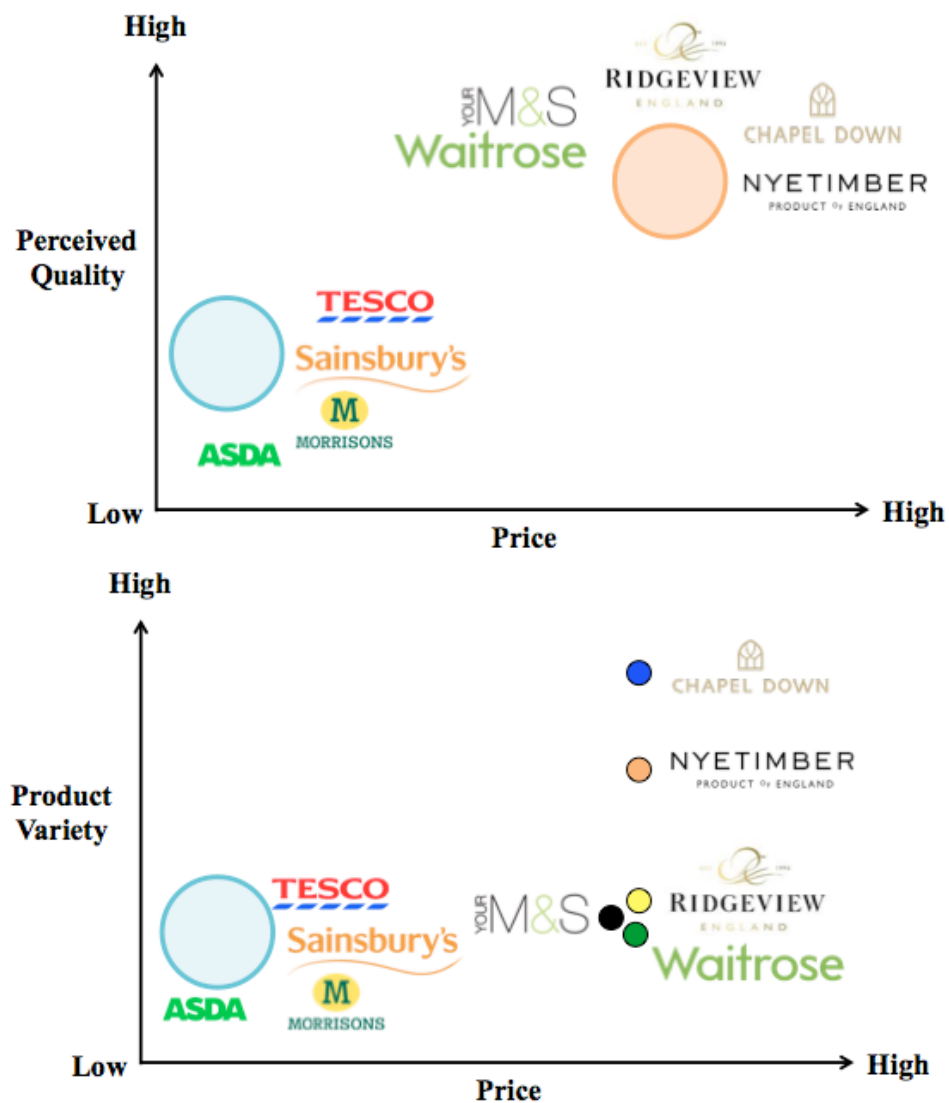 High
RIDGEVIEW
ENGLAND
YOUR M&S
CHAPEL DOWN
Waitrose
NYETIMBER
PRODUCT OF ENGLAND
Perceived
Quality
TESCO
Sainsbury's
M
MORRISONS
ASDA
Low
High
Price
High
CHAPEL DOWN
NYETIMBER
PRODUCT OF ENGLAND
Product
Variety
TESCO
YOUR M&S
RIDGEVIEW
ENGLAND
Sainsbury's
Waitrose
M
ASDA
MORRISONS
Low
High
Price